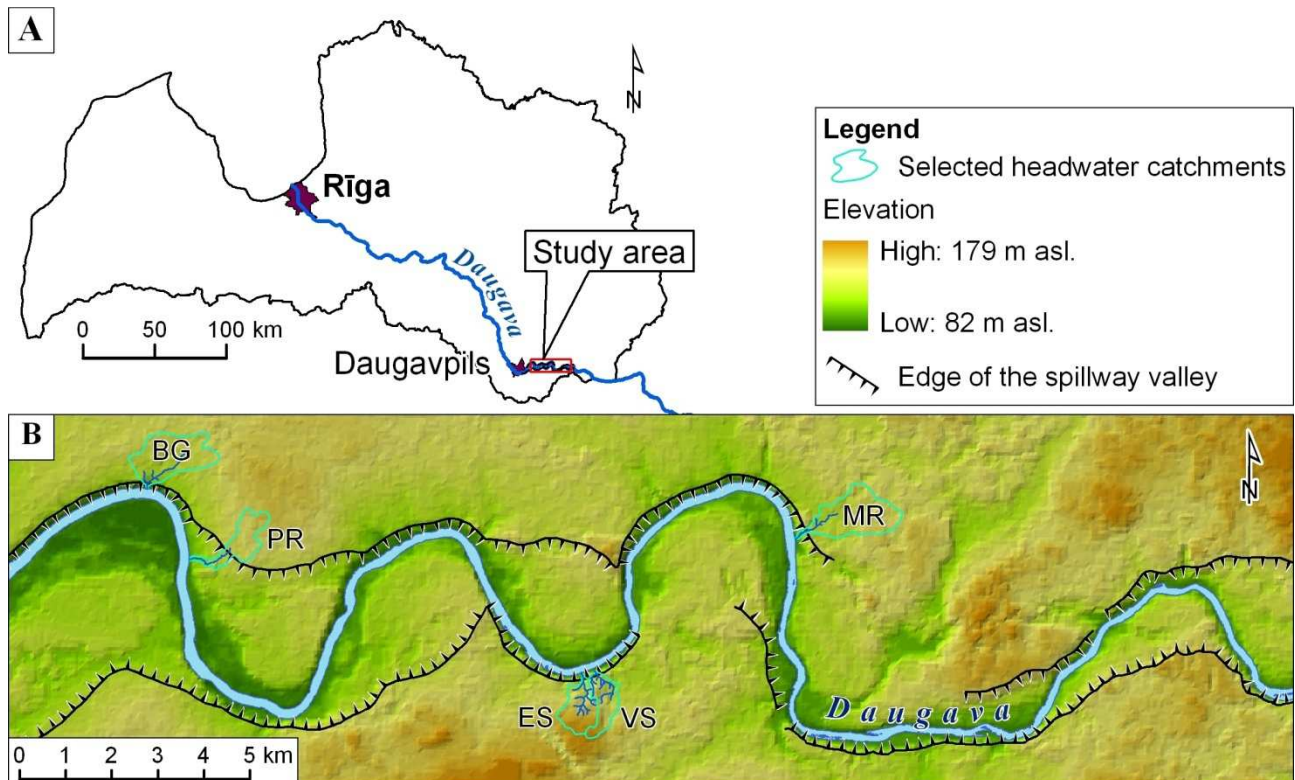 A
N
Rīga
Daugava
Study area
0 50 100 km
Daugavpils
Legend
Selected headwater catchments
Elevation
High: 179 m asl.
Low: 82 m asl.
Edge of the spillway valley
B
N
BG
PR
MR
ES VS
Daugava
0 1 2 3 4 5 km